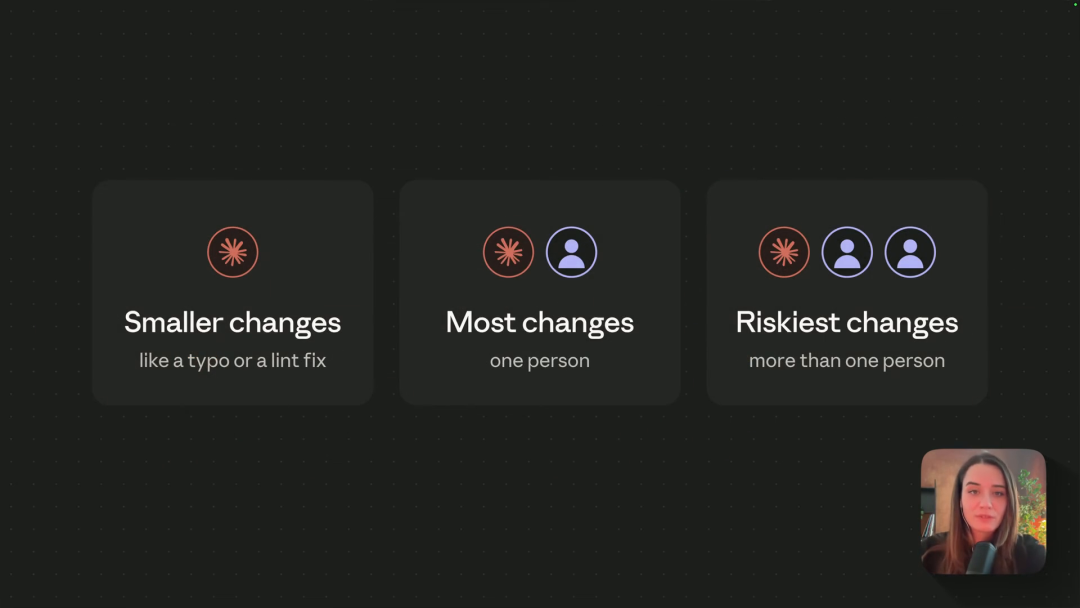 Smaller changes
like a typo or a lint fix
Most changes
one person
Riskiest changes
more than one person